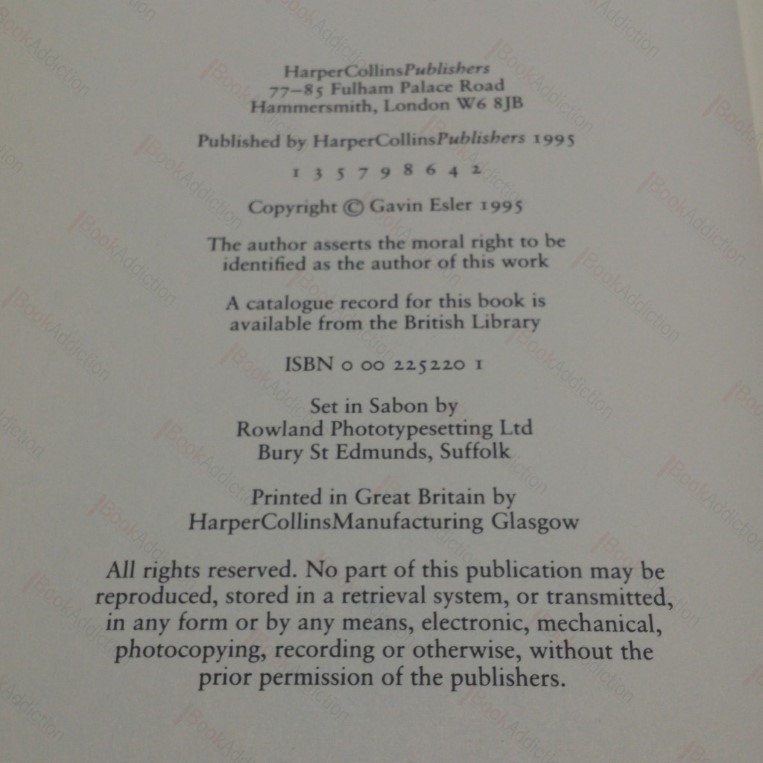 HarperCollinsPublishers
77–85 Fulham Palace Road
Hammersmith, London W6 8JB
Published by HarperCollinsPublishers 1995
1 3 5 7 9 8 6 4 2
Copyright © Gavin Esler 1995
The author asserts the moral right to be
identified as the author of this work
A catalogue record for this book is
available from the British Library
ISBN 0 00 225220 1
Set in Sabon by
Rowland Phototypesetting Ltd
Bury St Edmunds, Suffolk
Printed in Great Britain by
HarperCollinsManufacturing Glasgow
All rights reserved. No part of this publication may be
reproduced, stored in a retrieval system, or transmitted,
in any form or by any means, electronic, mechanical,
photocopying, recording or otherwise, without the
prior permission of the publishers.
BookAddiction